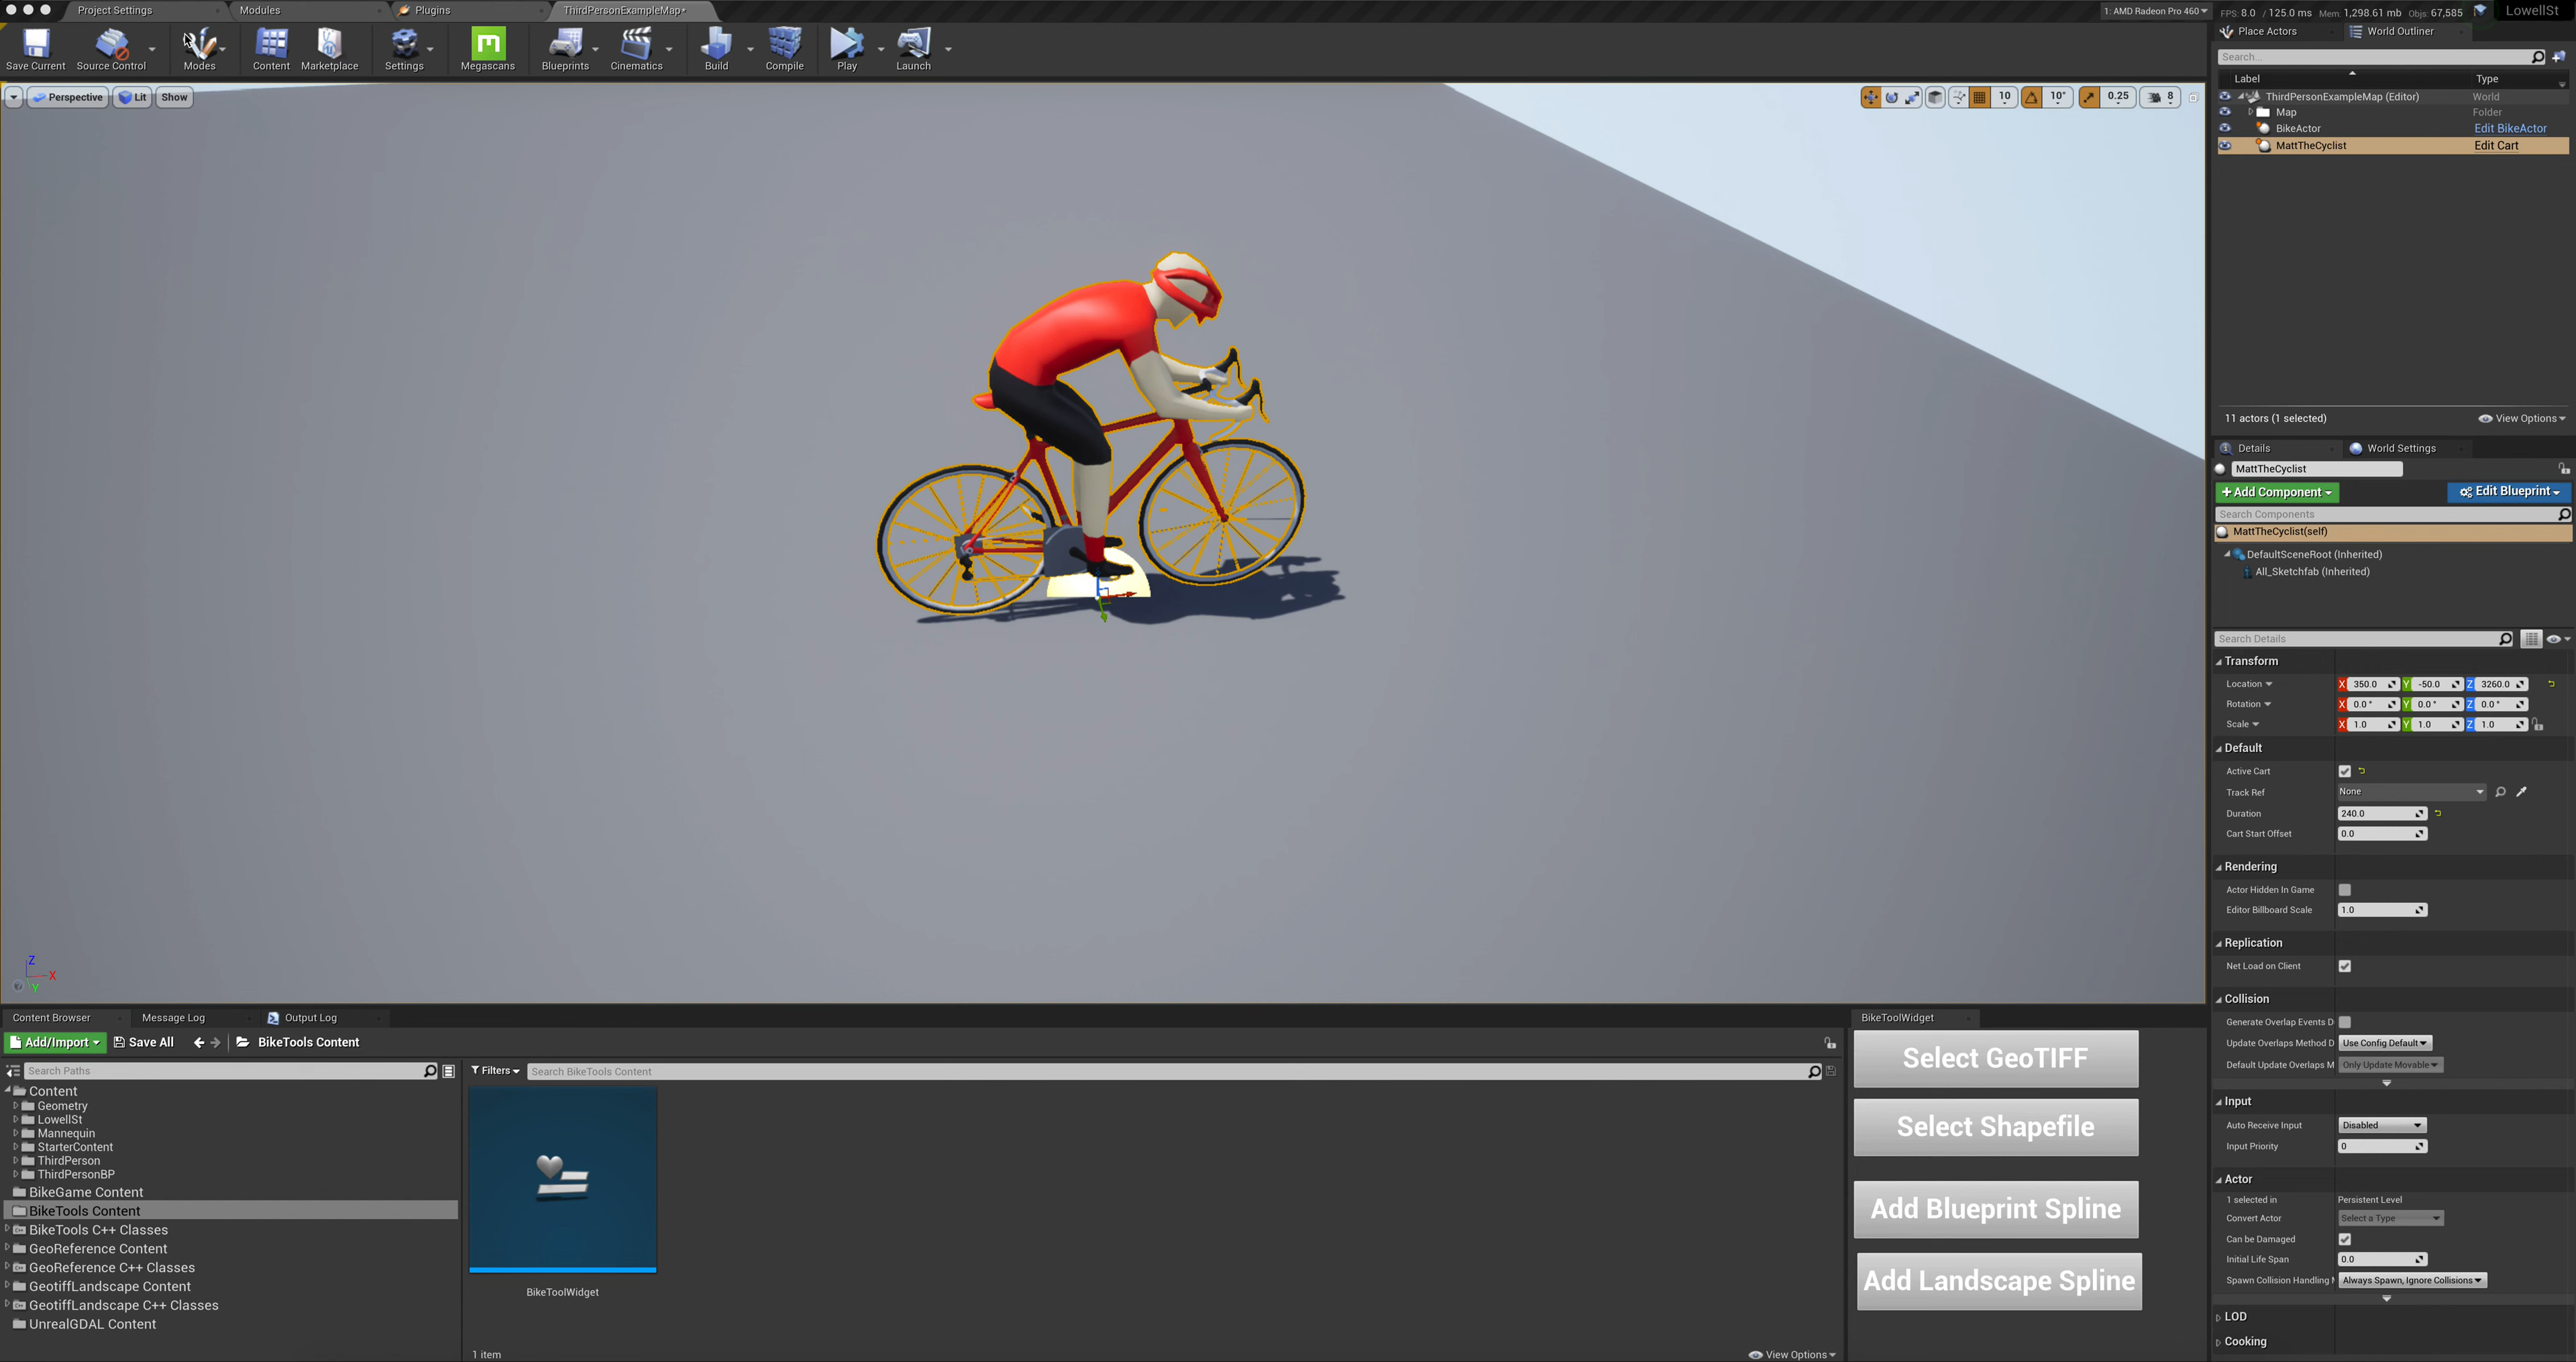 Project Settings
Modules
Plugins
ThirdPersonExampleMap*
1: AMD Radeon Pro 460
FPS: 8.0 / 125.0 ms Mem: 1,298.61 mb Objs: 67,585
LowellSt
Save Current
Source Control
Modes
Content
Marketplace
Settings
Megascans
Blueprints
Cinematics
Build
Compile
Play
Launch
Perspective
Lit
Show
10
10°
0.25
8
Z
X
Y
Place Actors
World Outliner
Search...
Label Type
ThirdPersonExampleMap (Editor) World
Map Folder
BikeActor Edit BikeActor
MattTheCyclist Edit Cart
11 actors (1 selected) View Options
Details
World Settings
MattTheCyclist
+ Add Component
Edit Blueprint
Search Components
MattTheCyclist(self)
DefaultSceneRoot (Inherited)
All_Sketchfab (Inherited)
Search Details
Transform
Location X 350.0 Y -50.0 Z 3260.0
Rotation X 0.0° Y 0.0° Z 0.0°
Scale X 1.0 Y 1.0 Z 1.0
Default
Active Cart
Track Ref None
Duration 240.0
Cart Start Offset 0.0
Rendering
Actor Hidden In Game
Editor Billboard Scale 1.0
Replication
Net Load on Client
Collision
Generate Overlap Events D
Update Overlaps Method D Use Config Default
Default Update Overlaps M Only Update Movable
Input
Auto Receive Input Disabled
Input Priority 0
Actor
1 selected in Persistent Level
Convert Actor Select a Type
Can be Damaged
Initial Life Span 0.0
Spawn Collision Handling M Always Spawn, Ignore Collisions
LOD
Cooking
Content Browser
Message Log
Output Log
Add/Import
Save All
BikeTools Content
Search Paths
Filters
Search BikeTools Content
Content
Geometry
LowellSt
Mannequin
StarterContent
ThirdPerson
ThirdPersonBP
BikeGame Content
BikeTools Content
BikeTools C++ Classes
GeoReference Content
GeoReference C++ Classes
GeotiffLandscape Content
GeotiffLandscape C++ Classes
UnrealGDAL Content
BikeToolWidget
1 item
View Options
BikeToolWidget
Select GeoTIFF
Select Shapefile
Add Blueprint Spline
Add Landscape Spline